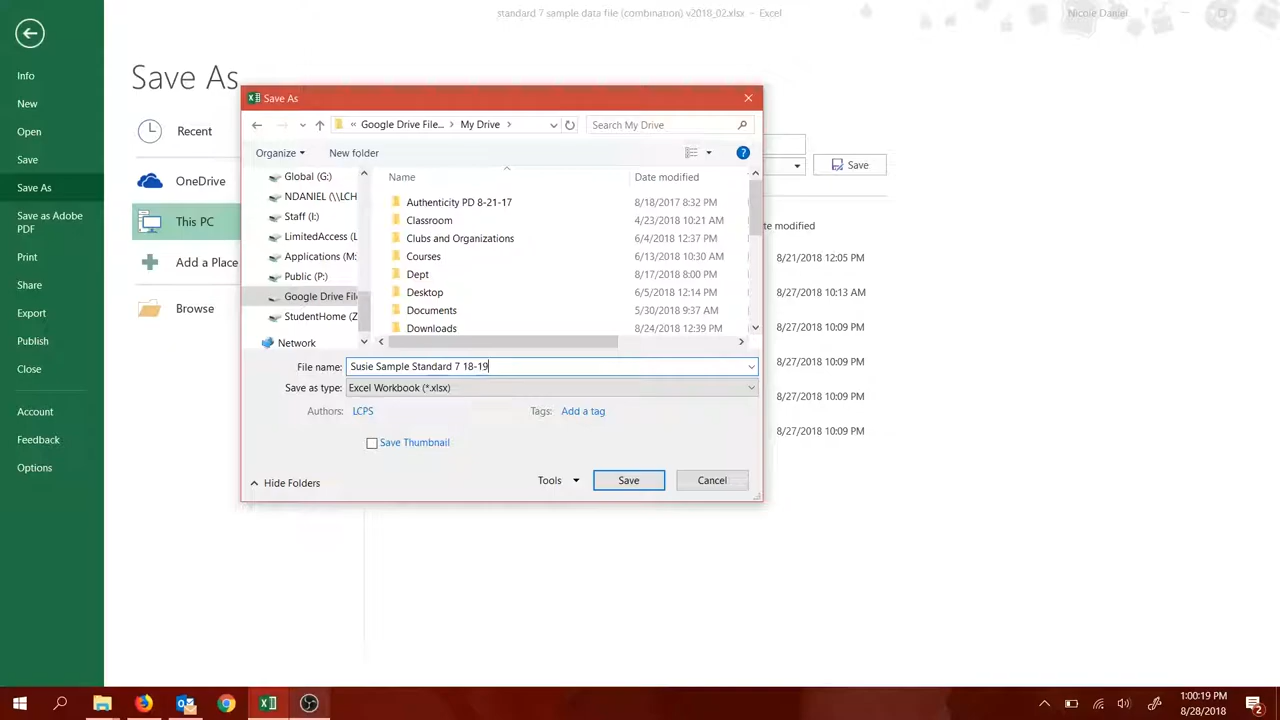 standard 7 sample data file (combination) v2018_02.xlsx – Excel
Nicole Daniel
Info
New
Open
Save
Save As
Save as Adobe
PDF
Print
Share
Export
Publish
Close
Account
Feedback
Options
Save As
Recent
OneDrive
This PC
Add a Place
Browse
Save
te modified
8/21/2018 12:05 PM
8/27/2018 10:13 AM
8/27/2018 10:09 PM
8/27/2018 10:09 PM
8/27/2018 10:09 PM
8/27/2018 10:09 PM
Save As
« Google Drive File... > My Drive >
Search My Drive
Organize
New folder
?
Global (G:)
NDANIEL (\\LCH
Staff (I:)
LimitedAccess (L
Applications (M:
Public (P:)
Google Drive Fil
StudentHome (Z
Network
Name Date modified
Authenticity PD 8-21-17 8/18/2017 8:32 PM
Classroom 4/23/2018 10:21 AM
Clubs and Organizations 6/4/2018 12:37 PM
Courses 6/13/2018 10:30 AM
Dept 8/17/2018 8:00 PM
Desktop 6/5/2018 12:14 PM
Documents 5/30/2018 9:37 AM
Downloads 8/24/2018 12:39 PM
File name: Susie Sample Standard 7 18-19
Save as type: Excel Workbook (*.xlsx)
Authors: LCPS Tags: Add a tag
Save Thumbnail
Hide Folders
Tools
Save
Cancel
1:00:19 PM
8/28/2018
2